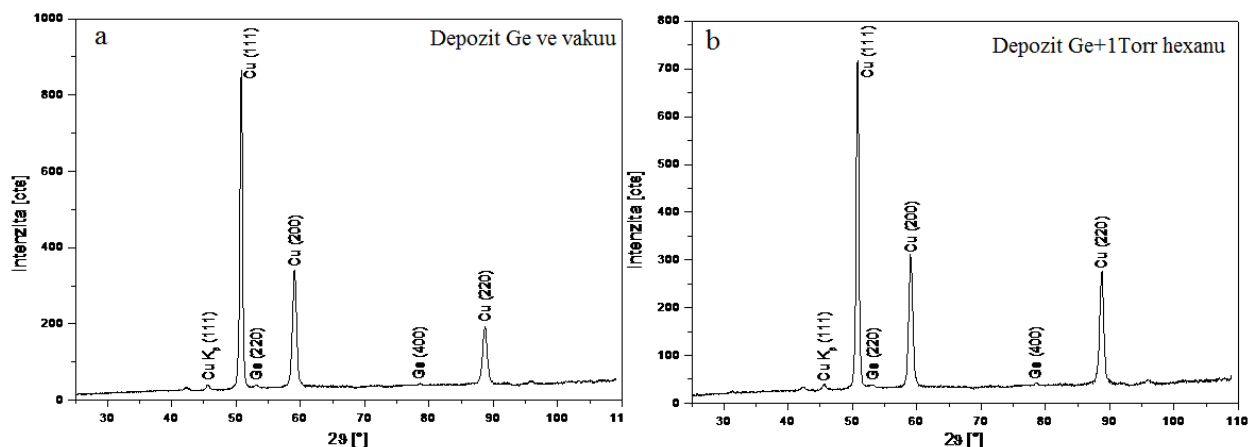 a
Depozit Ge ve vakuu
1000
800
600
400
200
0
Intenzita [cts]
Cu Kβ (111)
Cu (111)
Ge (220)
Cu (200)
Ge (400)
Cu (220)
30 40 50 60 70 80 90 100 11
2ϑ [°]
b
Depozit Ge+1Torr hexanu
800
700
600
500
400
300
200
100
0
Intenzita [cts]
Cu Kβ (111)
Cu (111)
Ge (220)
Cu (200)
Ge (400)
Cu (220)
30 40 50 60 70 80 90 100 110
2ϑ [°]